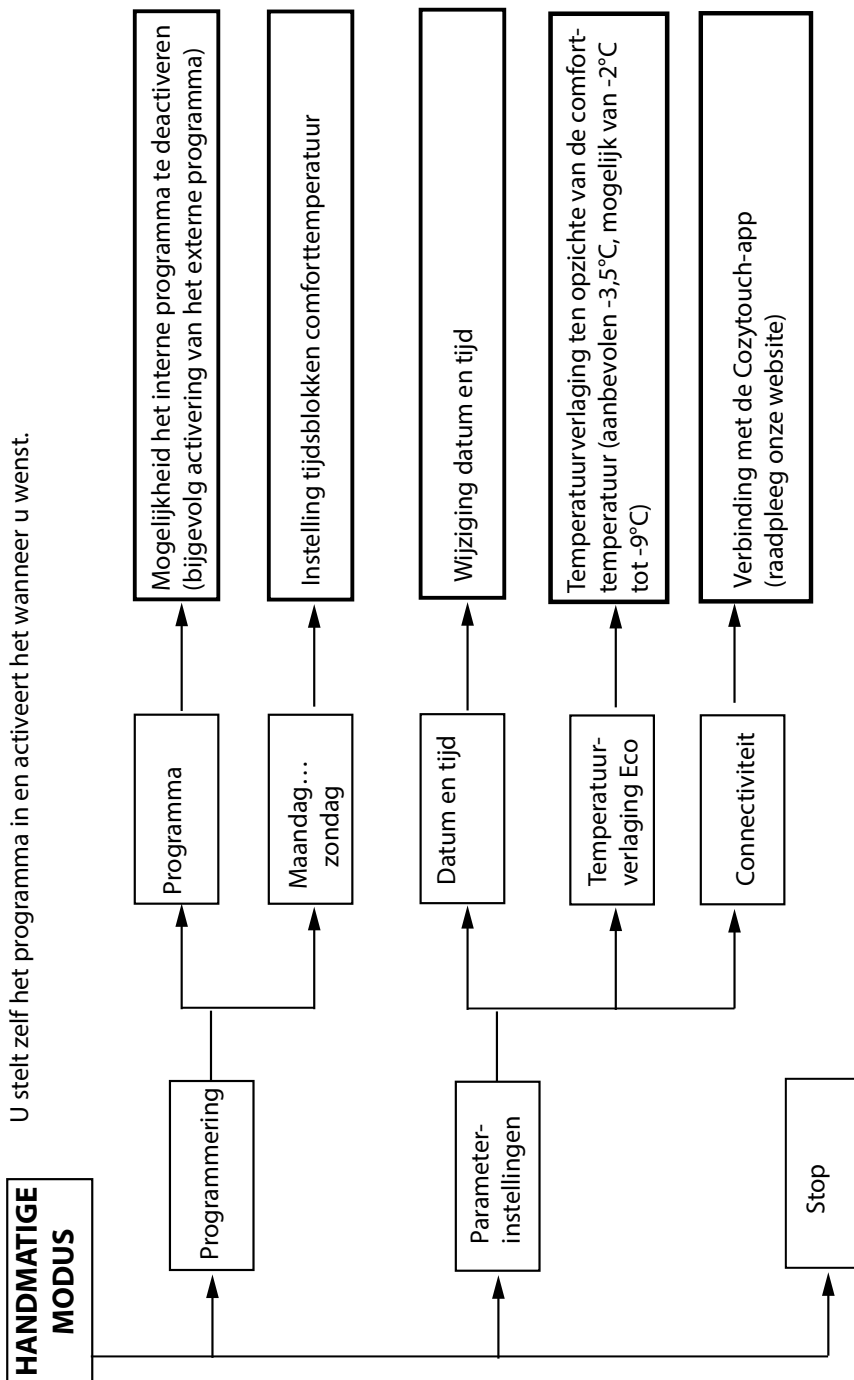 HANDMATIGE
MODUS
U stelt zelf het programma in en activeert het wanneer u wenst.
Programmering
Programma
Mogelijkheid het interne programma te deactiveren
(bijgevolg activering van het externe programma)
Maandag…
zondag
Instelling tijdsblokken comforttemperatuur
Parameter-
instellingen
Datum en tijd
Wijziging datum en tijd
Temperatuur-
verlaging Eco
Temperatuurverlaging ten opzichte van de comfort-
temperatuur (aanbevolen -3,5°C, mogelijk van -2°C
tot -9°C)
Connectiviteit
Verbinding met de Cozytouch-app
(raadpleeg onze website)
Stop